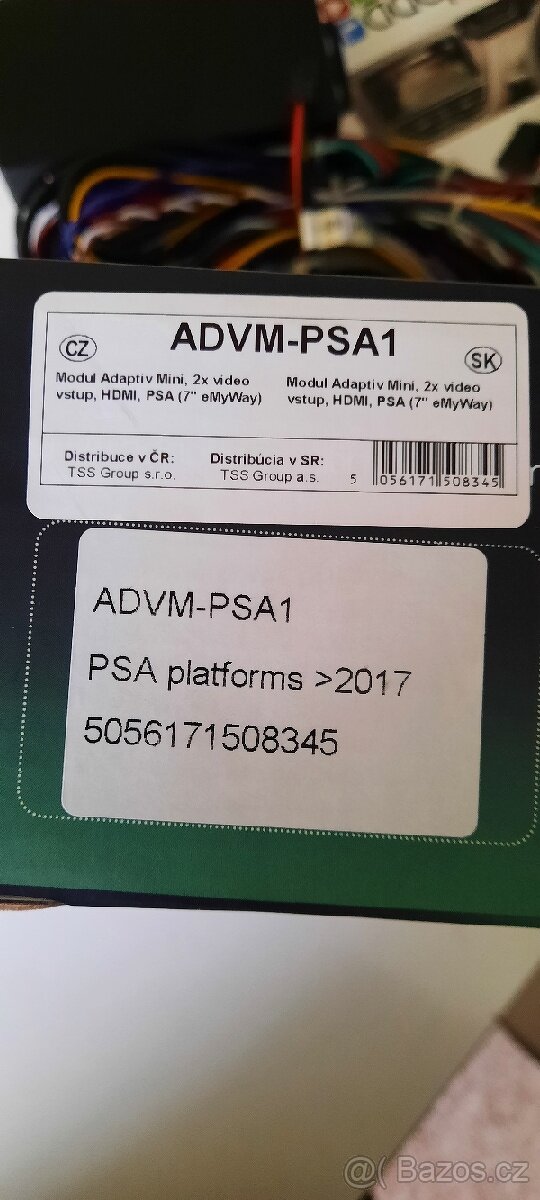 ADVM-PSA1
CZ
SK
Modul Adaptiv Mini, 2x video
vstup, HDMI, PSA (7" eMyWay)
Modul Adaptiv Mini, 2x video
vstup, HDMI, PSA (7" eMyWay)
Distribuce v ČR:
TSS Group s.r.o.
Distribúcia v SR:
TSS Group a.s.
5 056171 508345
ADVM-PSA1
PSA platforms >2017
5056171508345
@( Bazos.cz